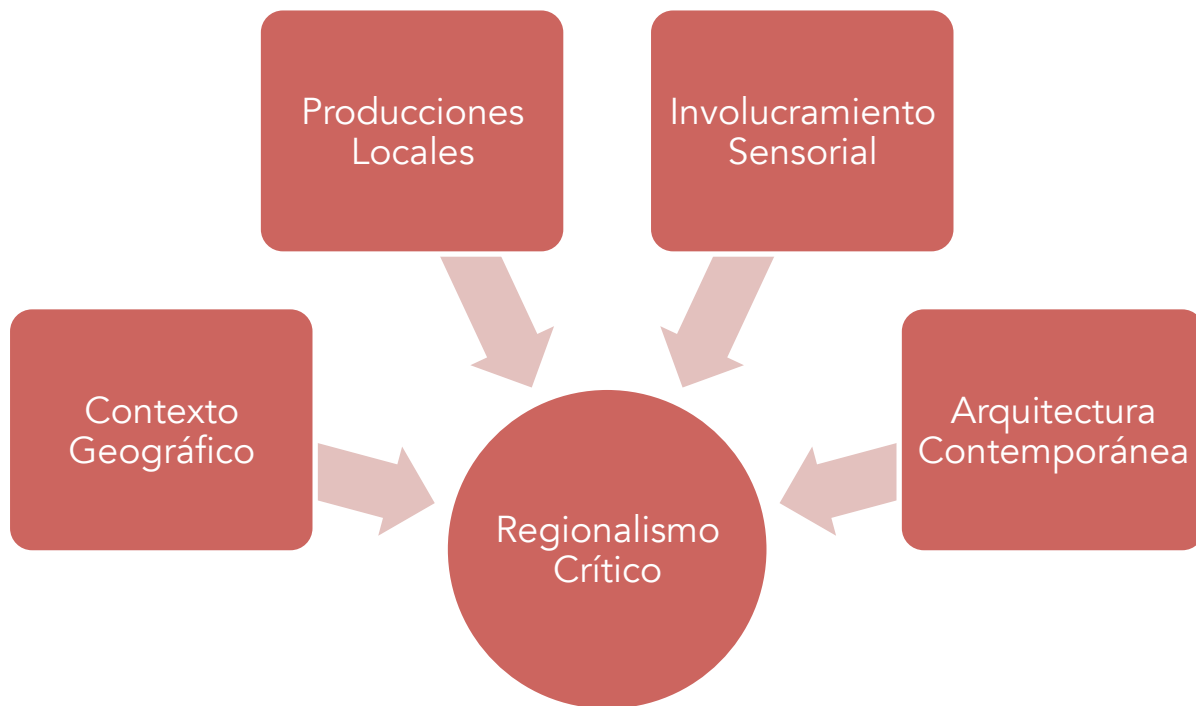 Producciones
Locales
Involucramiento
Sensorial
Contexto
Geográfico
Arquitectura
Contemporánea
Regionalismo
Crítico